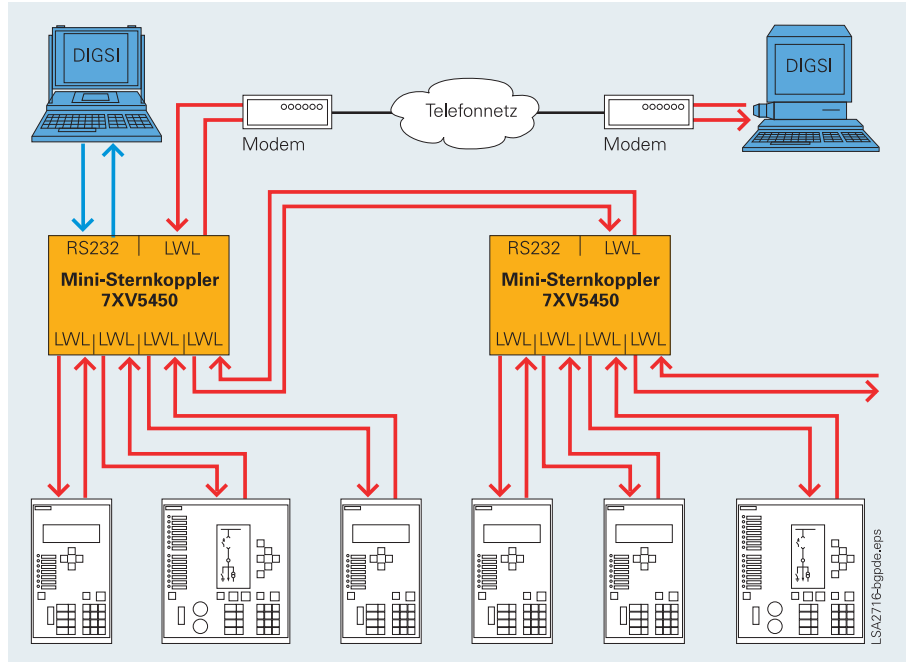 DIGSI
DIGSI
Telefonnetz
Modem
Modem
RS232 LWL
Mini-Sternkoppler
7XV5450
LWL LWL LWL LWL
RS232 LWL
Mini-Sternkoppler
7XV5450
LWL LWL LWL LWL
LSA2716-bgpde.eps